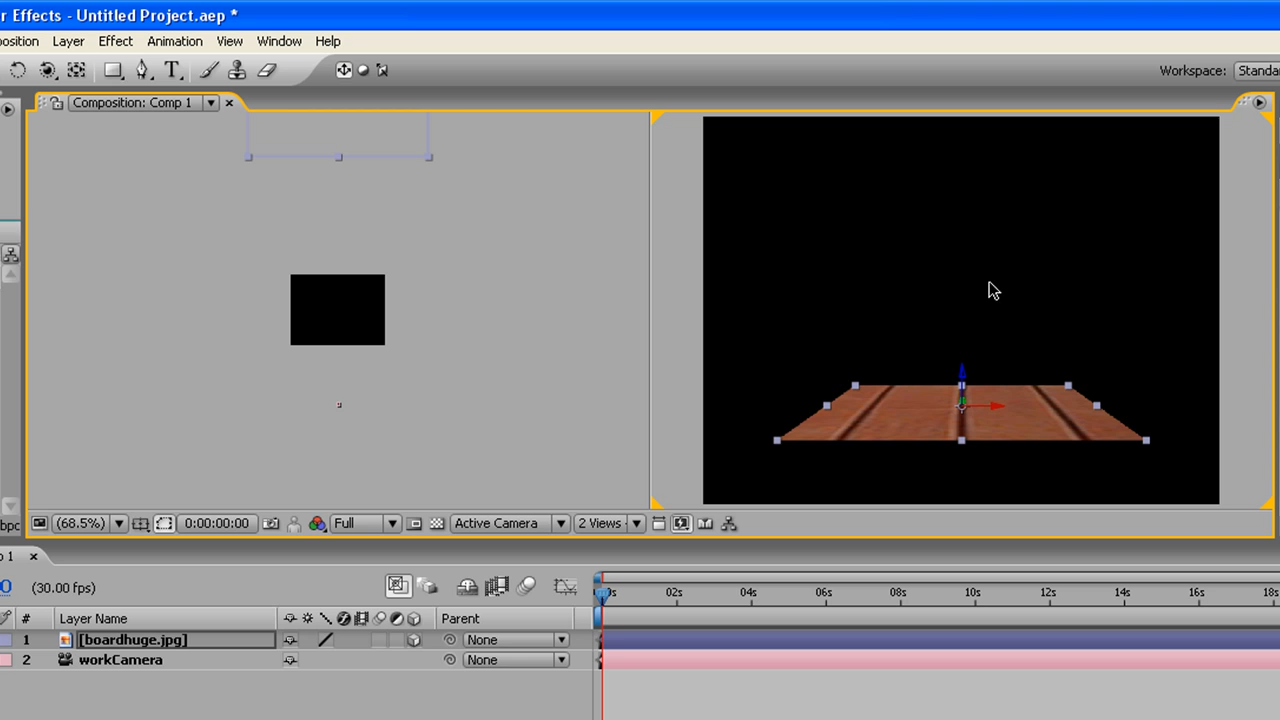 r Effects - Untitled Project.aep *
osition Layer Effect Animation View Window Help
T Workspace: Standa
Composition: Comp 1
bpc (68.5%) 0:00:00:00 Full Active Camera 2 Views
p 1
0 (30.00 fps) 0s 02s 04s 06s 08s 10s 12s 14s 16s 18s
# Layer Name Parent
1 [boardhuge.jpg] None
2 workCamera None